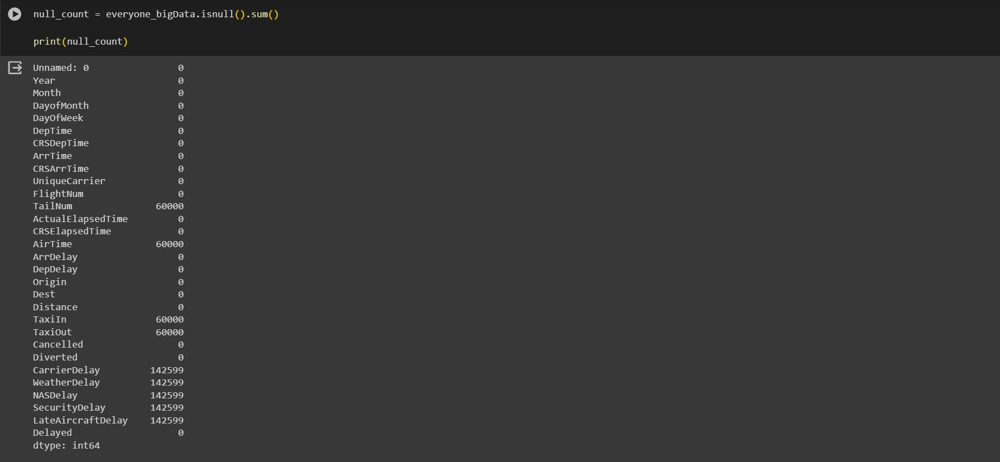 null_count = everyone_bigData.isnull().sum()
print(null_count)
Unnamed: 0 0
Year 0
Month 0
DayofMonth 0
DayOfWeek 0
DepTime 0
CRSDepTime 0
ArrTime 0
CRSArrTime 0
UniqueCarrier 0
FlightNum 0
TailNum 60000
ActualElapsedTime 0
CRSElapsedTime 0
AirTime 60000
ArrDelay 0
DepDelay 0
Origin 0
Dest 0
Distance 0
TaxiIn 60000
TaxiOut 60000
Cancelled 0
Diverted 0
CarrierDelay 142599
WeatherDelay 142599
NASDelay 142599
SecurityDelay 142599
LateAircraftDelay 142599
Delayed 0
dtype: int64